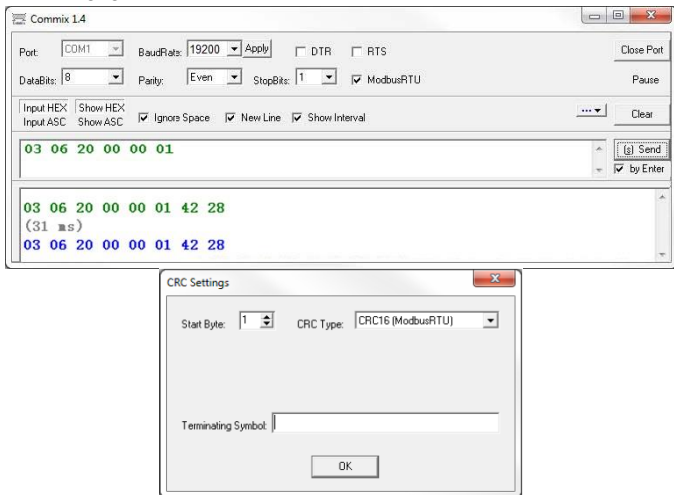 Commix 1.4
Port: COM1 BaudRate: 19200 Apply DTR RTS Close Port
DataBits: 8 Parity: Even StopBits: 1 ModbusRTU Pause
Input HEX Show HEX
Input ASC Show ASC Ignore Space New Line Show Interval ... Clear
03 06 20 00 00 01 (s) Send
by Enter
03 06 20 00 00 01 42 28
(31 ms)
03 06 20 00 00 01 42 28
CRC Settings
Start Byte: 1 CRC Type: CRC16 (ModbusRTU)
Terminating Symbol:
OK